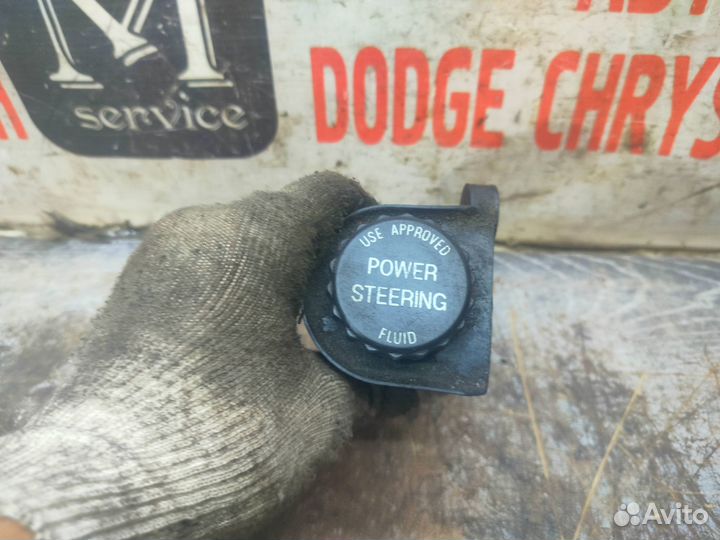 M
service
DODGE CHRYS
USE APPROVED
POWER
STEERING
FLUID
Avito